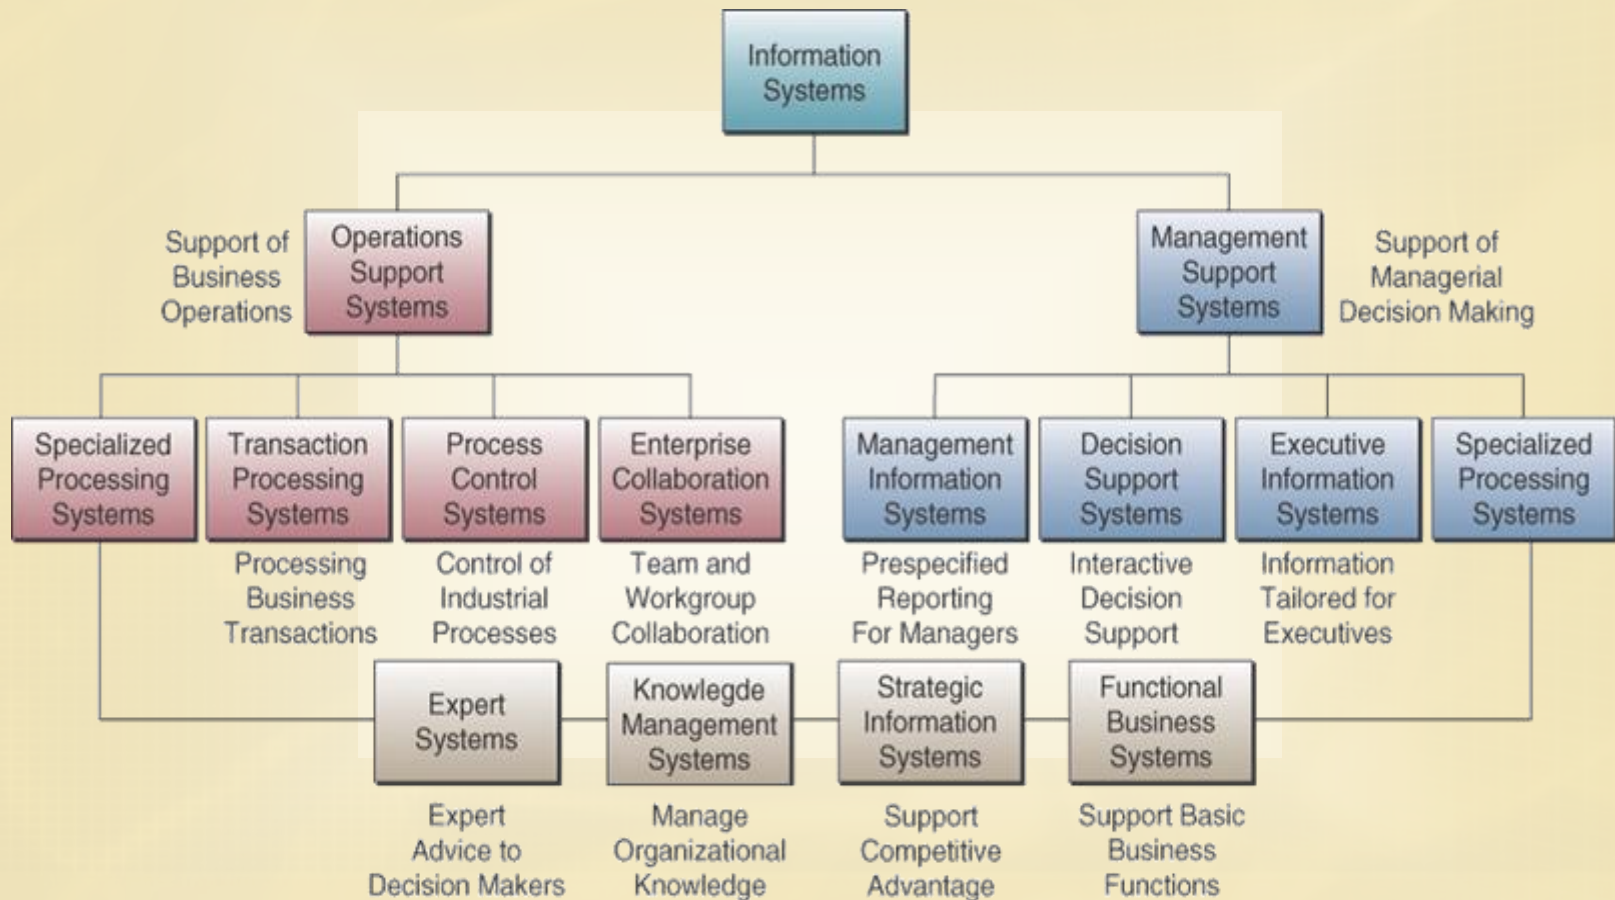 Information
Systems
Support of
Business
Operations
Operations
Support
Systems
Management
Support
Systems
Support of
Managerial
Decision Making
Specialized
Processing
Systems
Transaction
Processing
Systems
Process
Control
Systems
Enterprise
Collaboration
Systems
Management
Information
Systems
Decision
Support
Systems
Executive
Information
Systems
Specialized
Processing
Systems
Processing
Business
Transactions
Control of
Industrial
Processes
Team and
Workgroup
Collaboration
Prespecified
Reporting
For Managers
Interactive
Decision
Support
Information
Tailored for
Executives
Expert
Systems
Knowlegde
Management
Systems
Strategic
Information
Systems
Functional
Business
Systems
Expert
Advice to
Decision Makers
Manage
Organizational
Knowledge
Support
Competitive
Advantage
Support Basic
Business
Functions